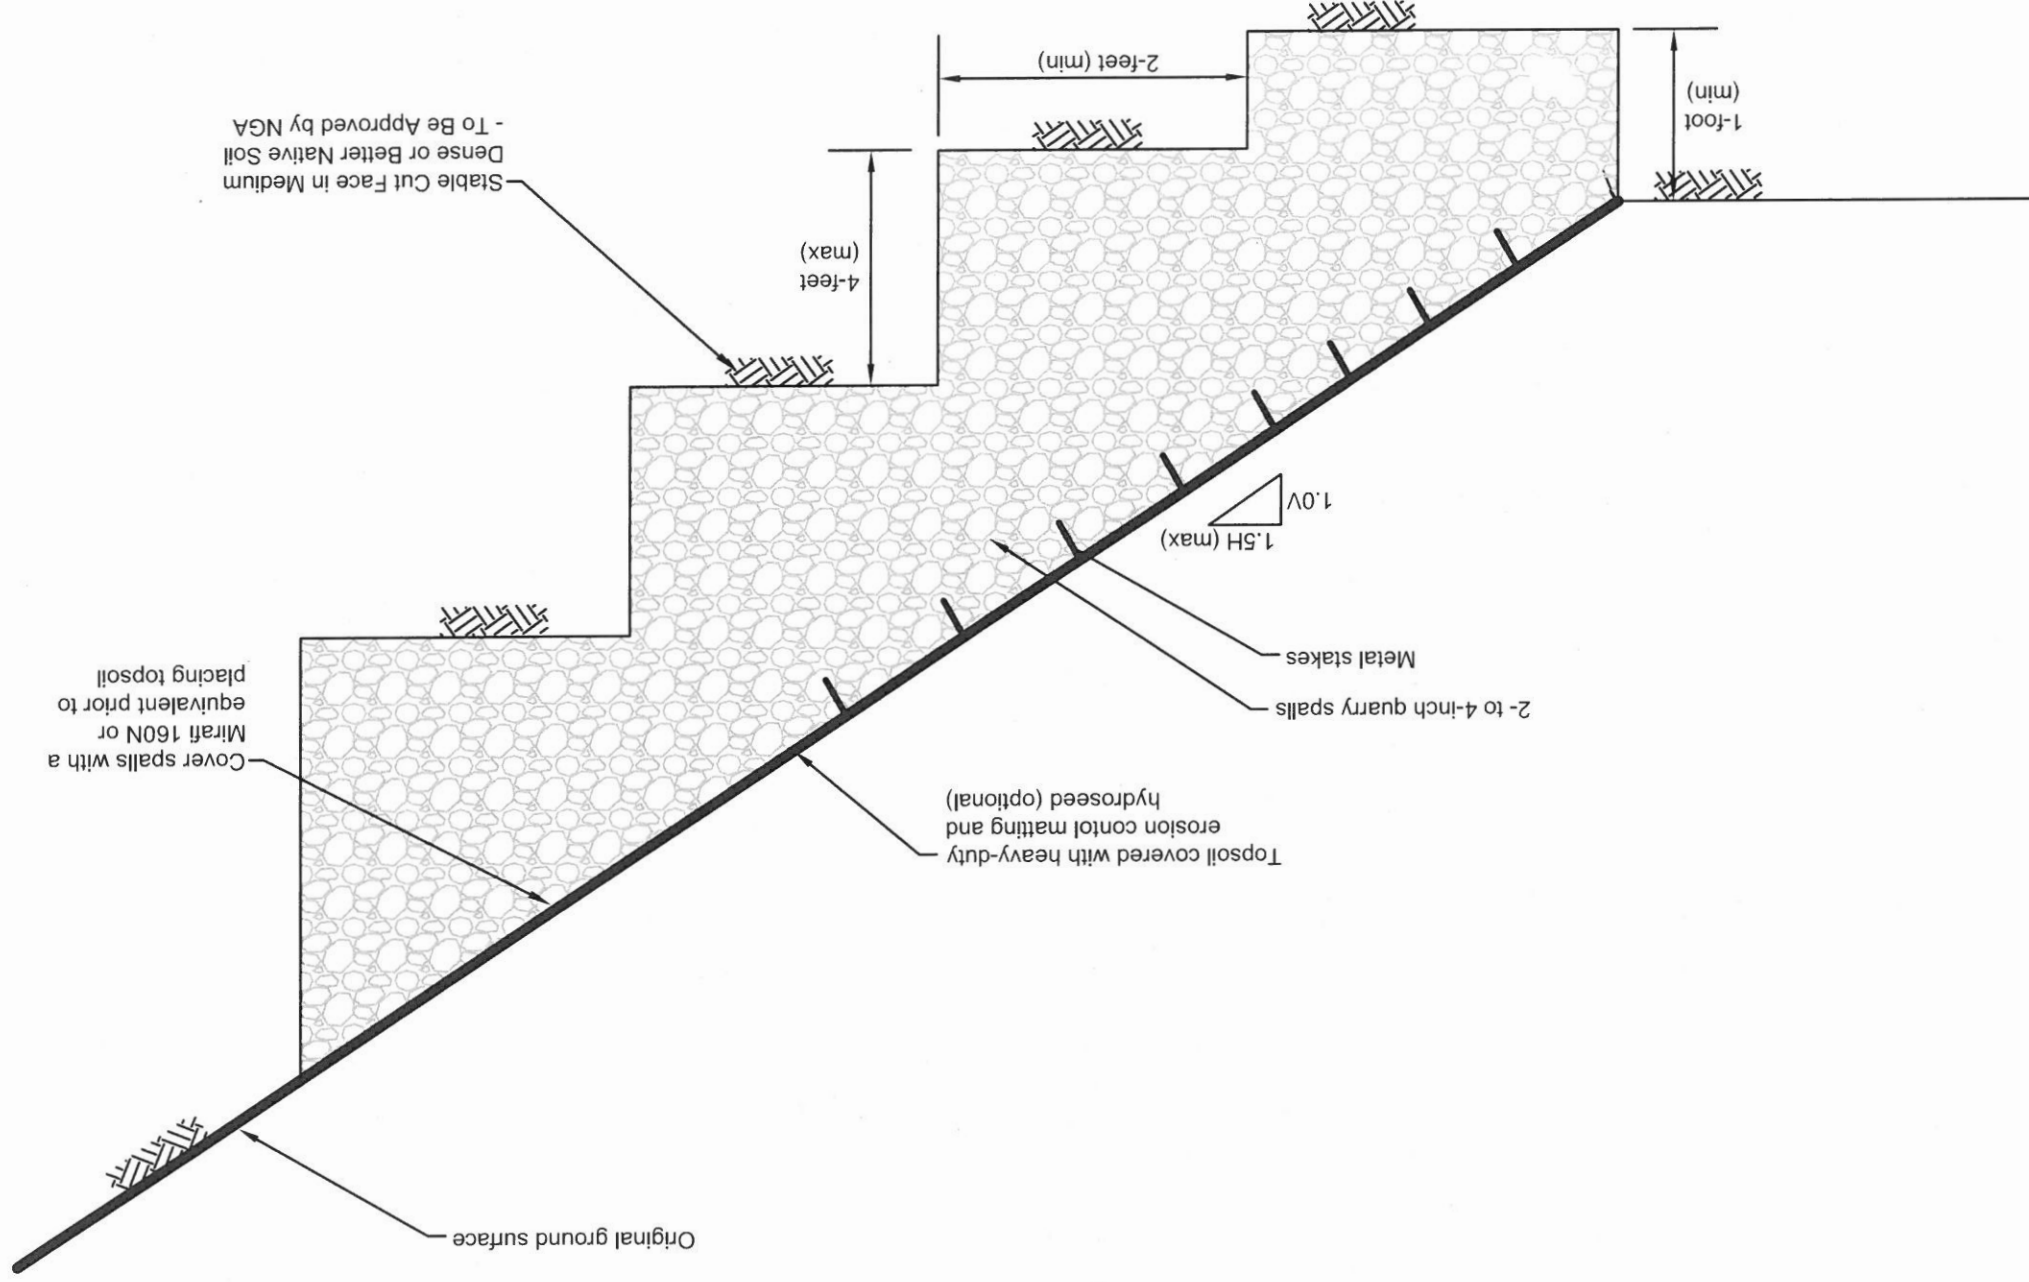 Original ground surface
Topsoil covered with heavy-duty
erosion contol matting and
hydroseed (optional)
Cover spalls with a
Mirafi 160N or
equivalent prior to
placing topsoil
2- to 4-inch quarry spalls
Metal stakes
1.5H (max)
1.0V
4-feet
(max)
Stable Cut Face in Medium
Dense or Better Native Soil
- To Be Approved by NGA
1-foot
(min)
2-feet (min)